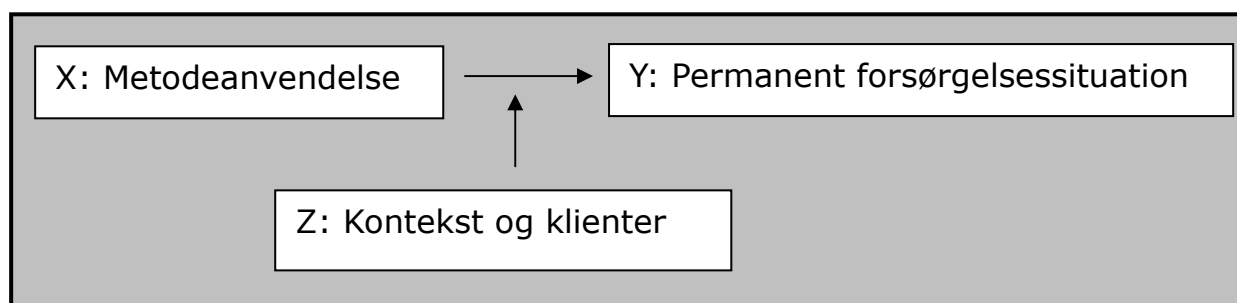 X: Metodeanvendelse
Y: Permanent forsørgelsessituation
Z: Kontekst og klienter